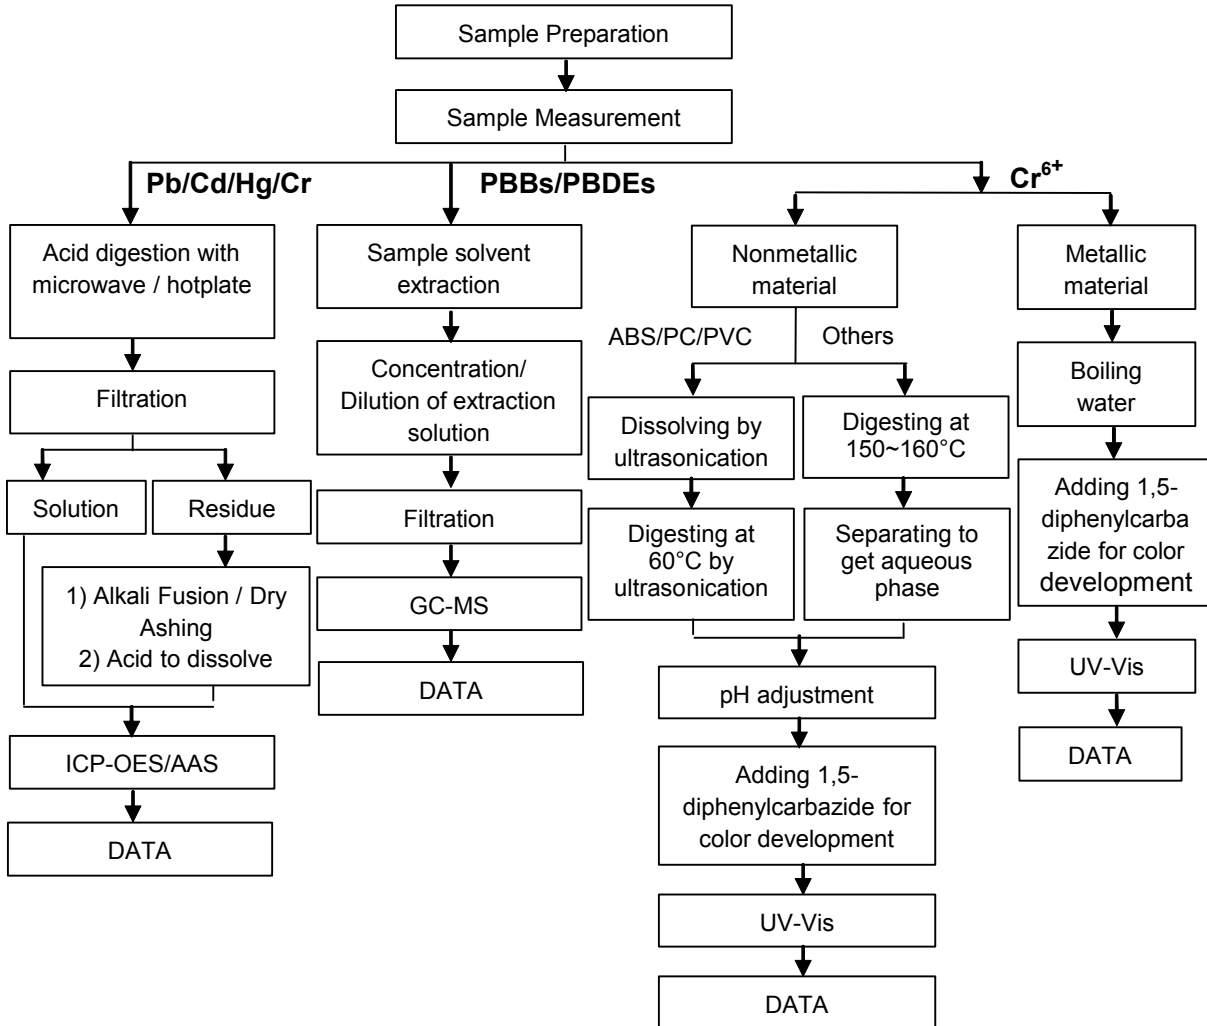 Sample Preparation
Sample Measurement
Pb/Cd/Hg/Cr
PBBs/PBDEs
Cr⁶⁺
Acid digestion with
microwave / hotplate
Filtration
Solution
Residue
1) Alkali Fusion / Dry
Ashing
2) Acid to dissolve
ICP-OES/AAS
DATA
Sample solvent
extraction
Concentration/
Dilution of extraction
solution
Filtration
GC-MS
DATA
Nonmetallic
material
ABS/PC/PVC
Others
Dissolving by
ultrasonication
Digesting at
60°C by
ultrasonication
Digesting at
150~160°C
Separating to
get aqueous
phase
pH adjustment
Adding 1,5-
diphenylcarbazide for
color development
UV-Vis
DATA
Metallic
material
Boiling
water
Adding 1,5-
diphenylcarba
zide for color
development
UV-Vis
DATA